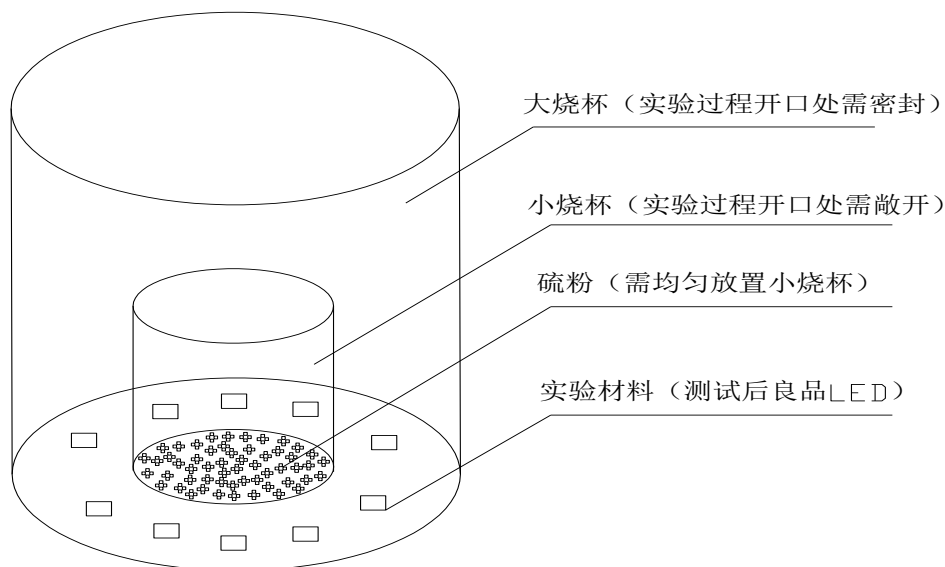 大烧杯（实验过程开口处需密封）
小烧杯（实验过程开口处需敞开）
硫粉（需均匀放置小烧杯）
实验材料（测试后良品LED）